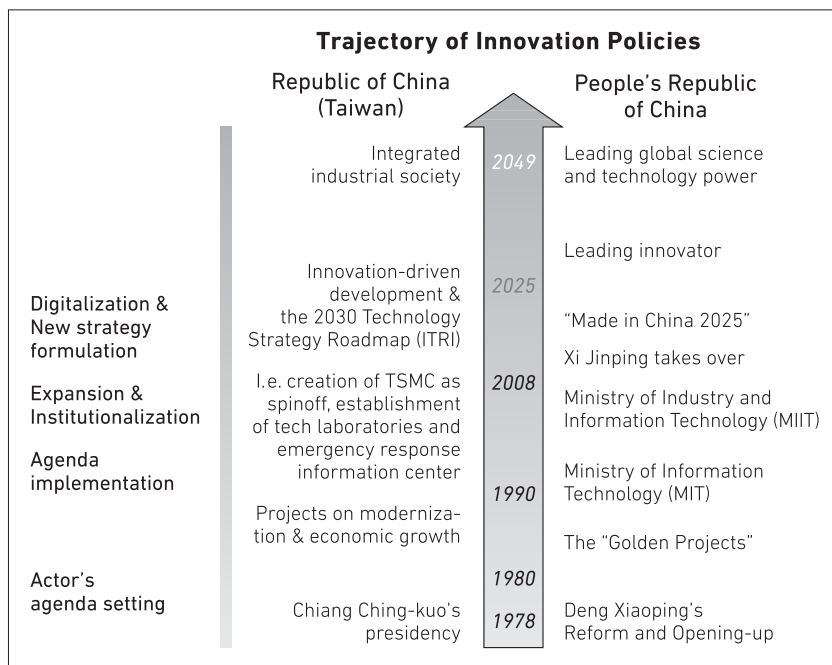 Trajectory of Innovation Policies
Republic of China
(Taiwan)
People's Republic
of China
Integrated
industrial society
2049
Leading global science
and technology power
Leading innovator
Innovation-driven
development &
the 2030 Technology
Strategy Roadmap (ITRI)
2025
Digitalization &
New strategy
formulation
“Made in China 2025”
Xi Jinping takes over
2008
Expansion &
Institutionalization
I.e. creation of TSMC as
spinoff, establishment
of tech laboratories and
emergency response
information center
Ministry of Industry and
Information Technology (MIIT)
Agenda
implementation
1990
Ministry of Information
Technology (MIT)
Projects on moderniza-
tion & economic growth
The “Golden Projects”
1980
Actor's
agenda setting
Chiang Ching-kuo's
presidency
1978
Deng Xiaoping's
Reform and Opening-up